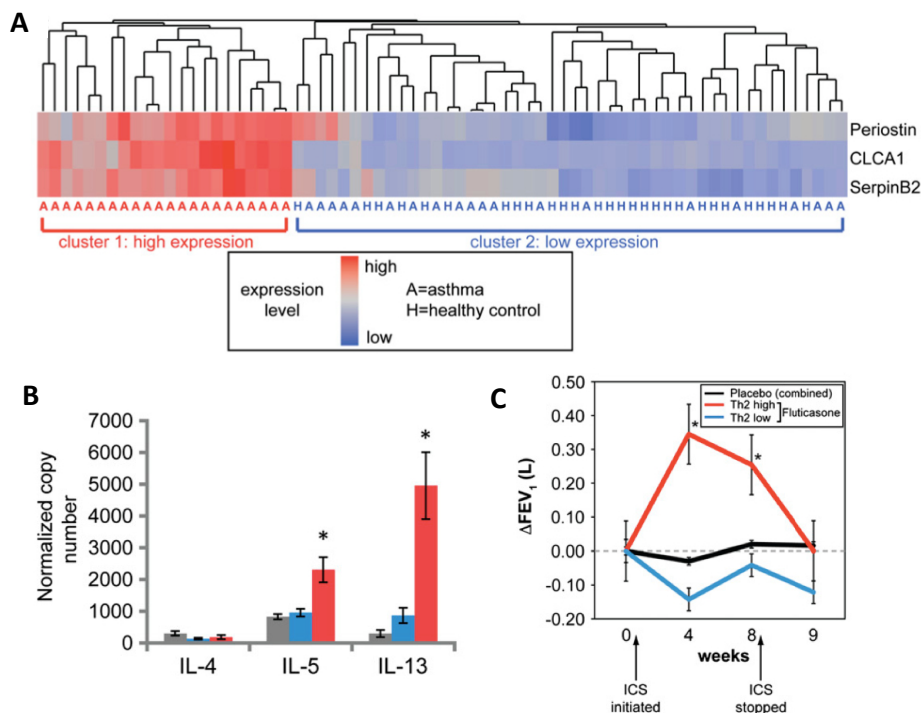 A
Periostin
CLCA1
SerpinB2
AAAAAAAAAAAAAAAAAAAAAAHAAAAAHHAHAHAHAAAAHHHAHHAHHHHHHHHHAHHHAHHHHAHAAA
cluster 1: high expression
cluster 2: low expression
expression level
high
low
A=asthma
H=healthy control
B
Normalized copy number
7000
6000
5000
4000
3000
2000
1000
0
*
*
IL-4
IL-5
IL-13
C
ΔFEV1 (L)
0.50
0.40
0.30
0.20
0.10
0.00
-0.10
-0.20
Placebo (combined)
Th2 high
Th2 low
Fluticasone
*
*
0
4
8
9
weeks
ICS initiated
ICS stopped